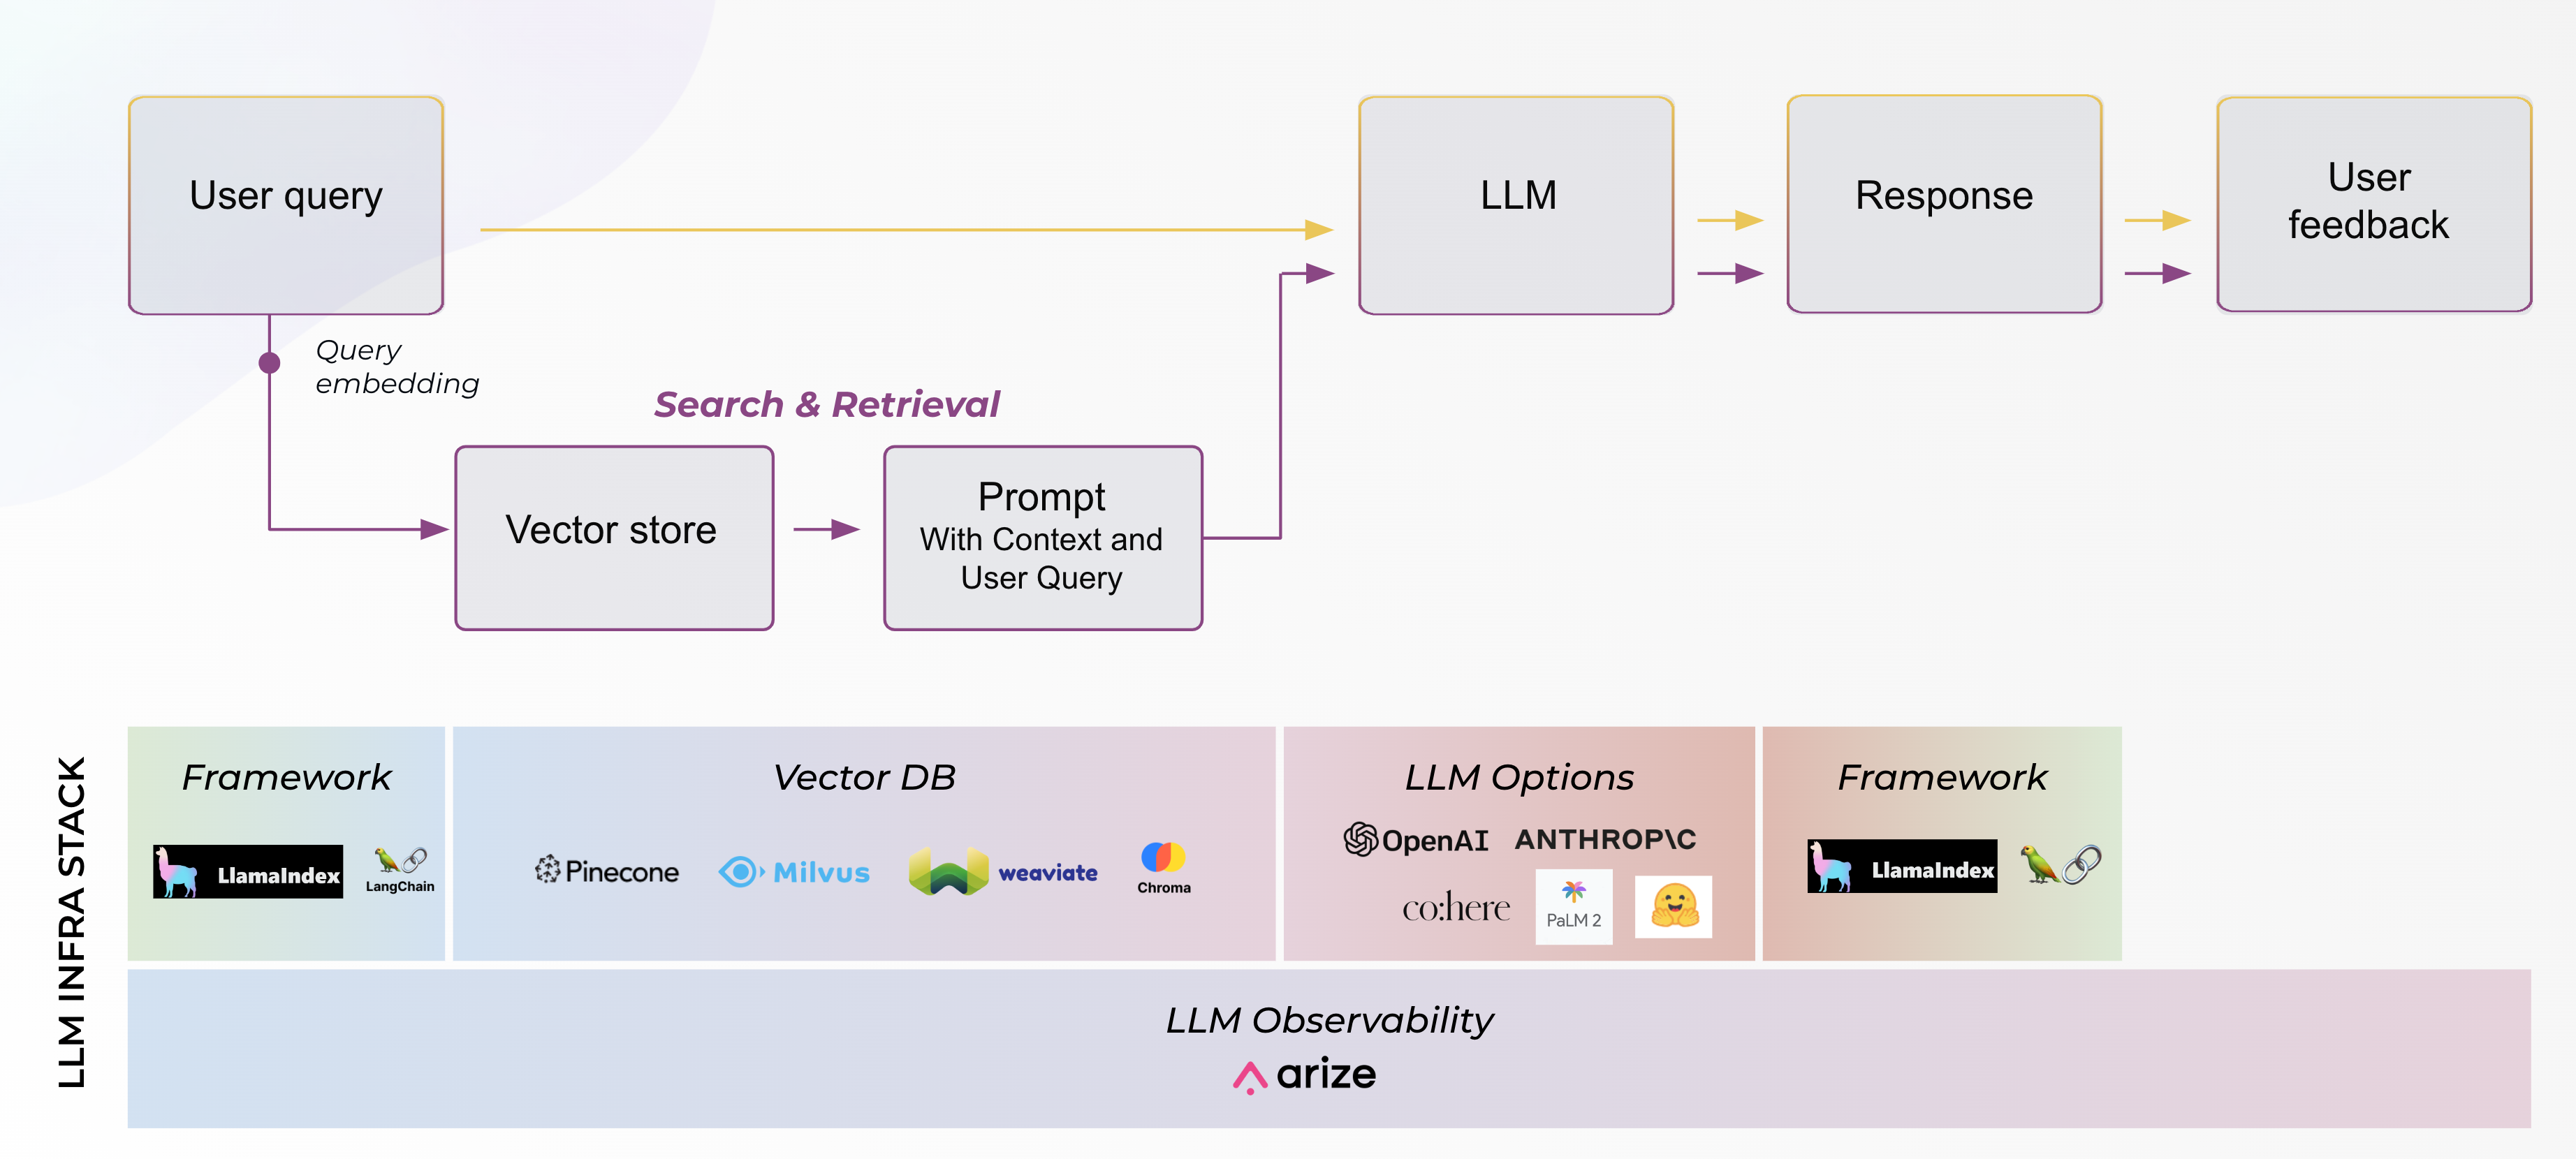 User query
LLM
Response
User
feedback
Query
embedding
Search & Retrieval
Vector store
Prompt
With Context and
User Query
LLM INFRA STACK
Framework
LlamaIndex
LangChain
Vector DB
Pinecone
Milvus
weaviate
Chroma
LLM Options
OpenAI
ANTHROP\C
co:here
PaLM 2
Framework
LlamaIndex
LLM Observability
arize